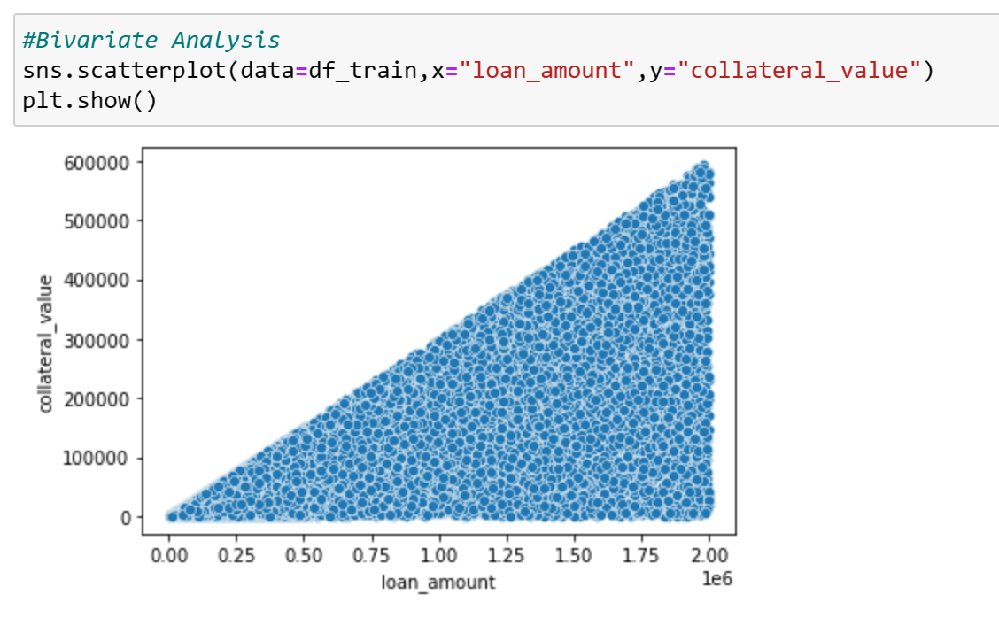 #Bivariate Analysis
sns.scatterplot(data=df_train,x="loan_amount",y="collateral_value")
plt.show()
600000
500000
400000
300000
200000
100000
0
collateral_value
0.00 0.25 0.50 0.75 1.00 1.25 1.50 1.75 2.00
1e6
loan_amount